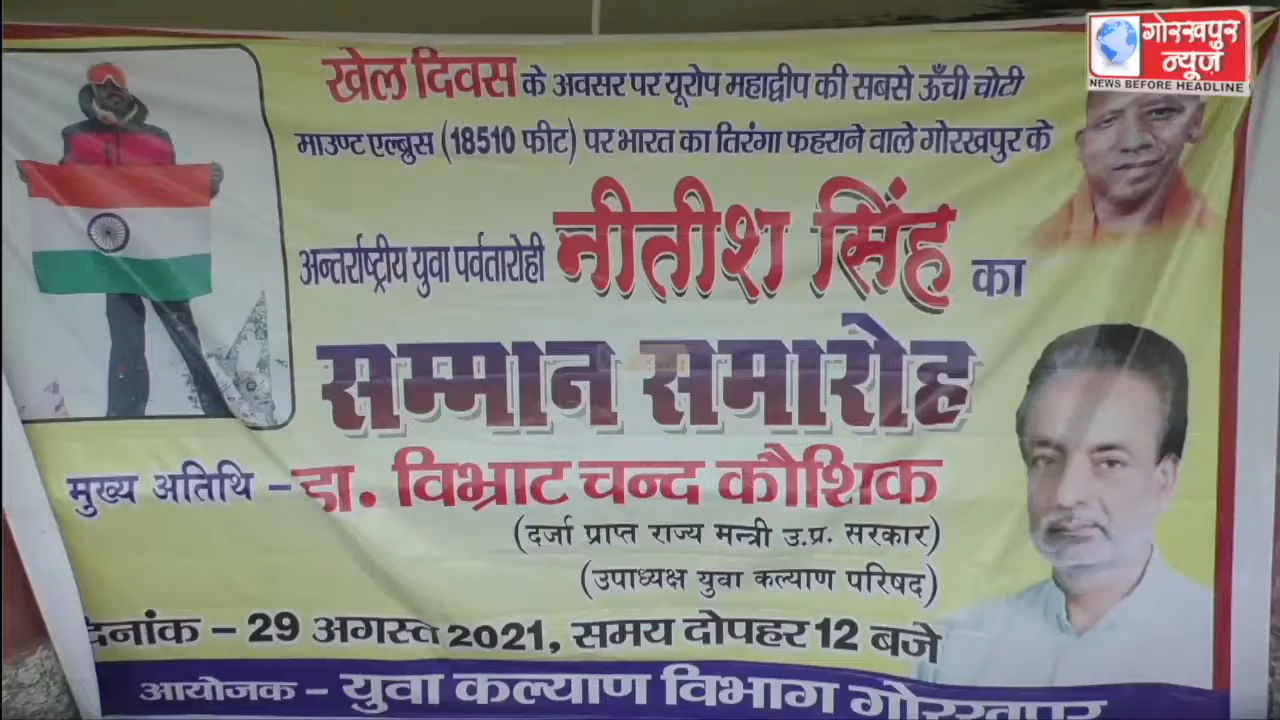 गोरखपुर
न्यूज़
NEWS BEFORE HEADLINE
खेल दिवस के अवसर पर यूरोप महाद्वीप की सबसे ऊँची चोटी
माउण्ट एल्ब्रुस (18510 फीट) पर भारत का तिरंगा फहराने वाले गोरखपुर के
अन्तर्राष्ट्रीय युवा पर्वतारोही नीतीश सिंह का
सम्मान समारोह
मुख्य अतिथि - डा. विभ्राट चन्द कौशिक
(दर्जा प्राप्त राज्य मन्त्री उ.प्र. सरकार)
(उपाध्यक्ष युवा कल्याण परिषद)
दिनांक - 29 अगस्त 2021, समय दोपहर 12 बजे
आयोजक - युवा कल्याण विभाग गोरखपुर